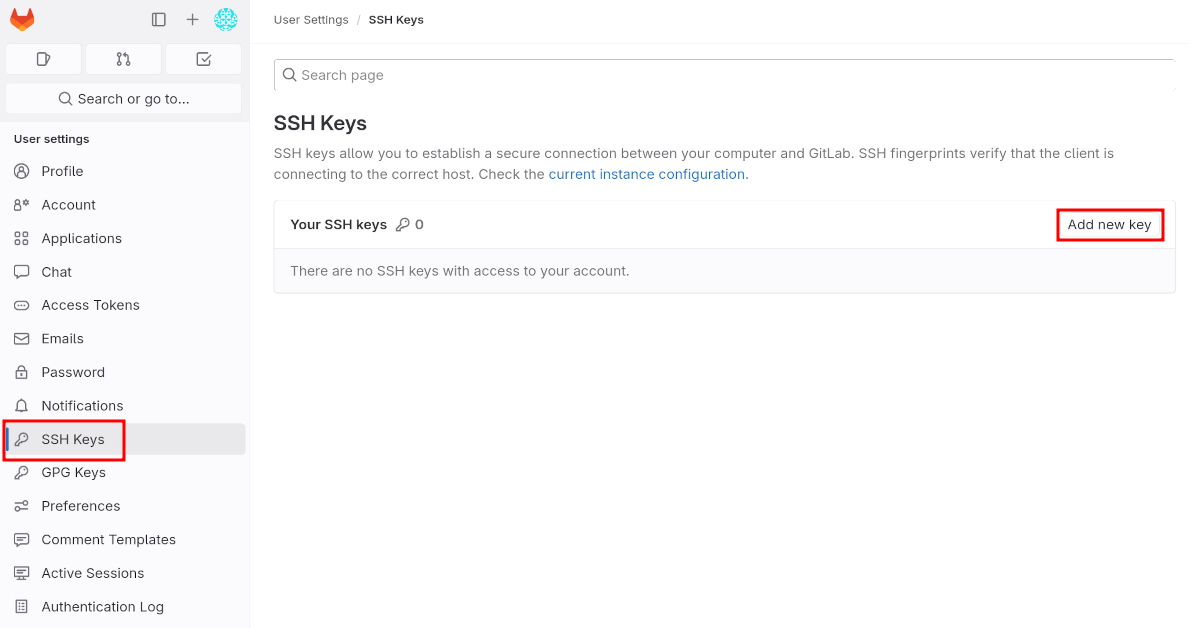 User Settings / SSH Keys
Search or go to...
User settings
Profile
Account
Applications
Chat
Access Tokens
Emails
Password
Notifications
SSH Keys
GPG Keys
Preferences
Comment Templates
Active Sessions
Authentication Log
Search page
SSH Keys
SSH keys allow you to establish a secure connection between your computer and GitLab. SSH fingerprints verify that the client is
connecting to the correct host. Check the current instance configuration.
Your SSH keys 0
Add new key
There are no SSH keys with access to your account.